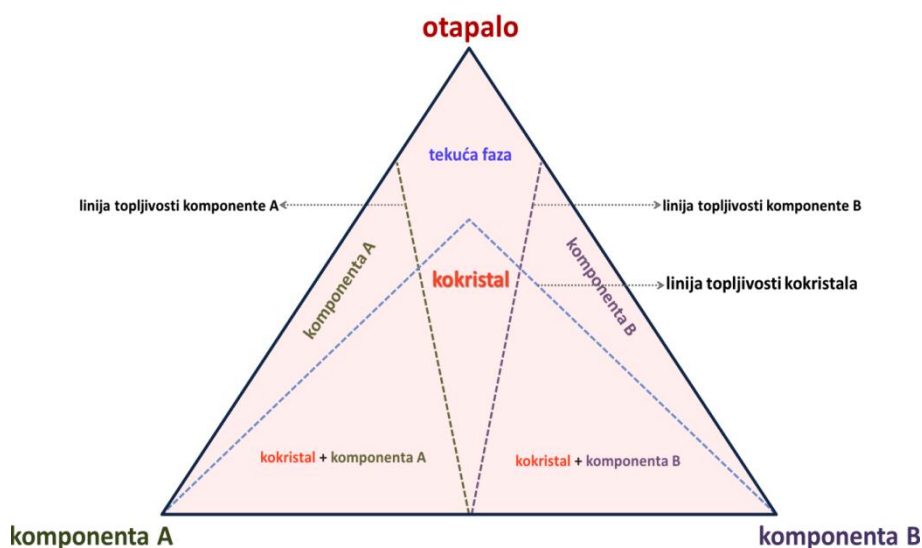 otapalo
tekuća faza
linija topljivosti komponente A
linija topljivosti komponente B
komponenta A
kokristal
komponenta B
linija topljivosti kokristala
kokristal + komponenta A
kokristal + komponenta B
komponenta A
komponenta B